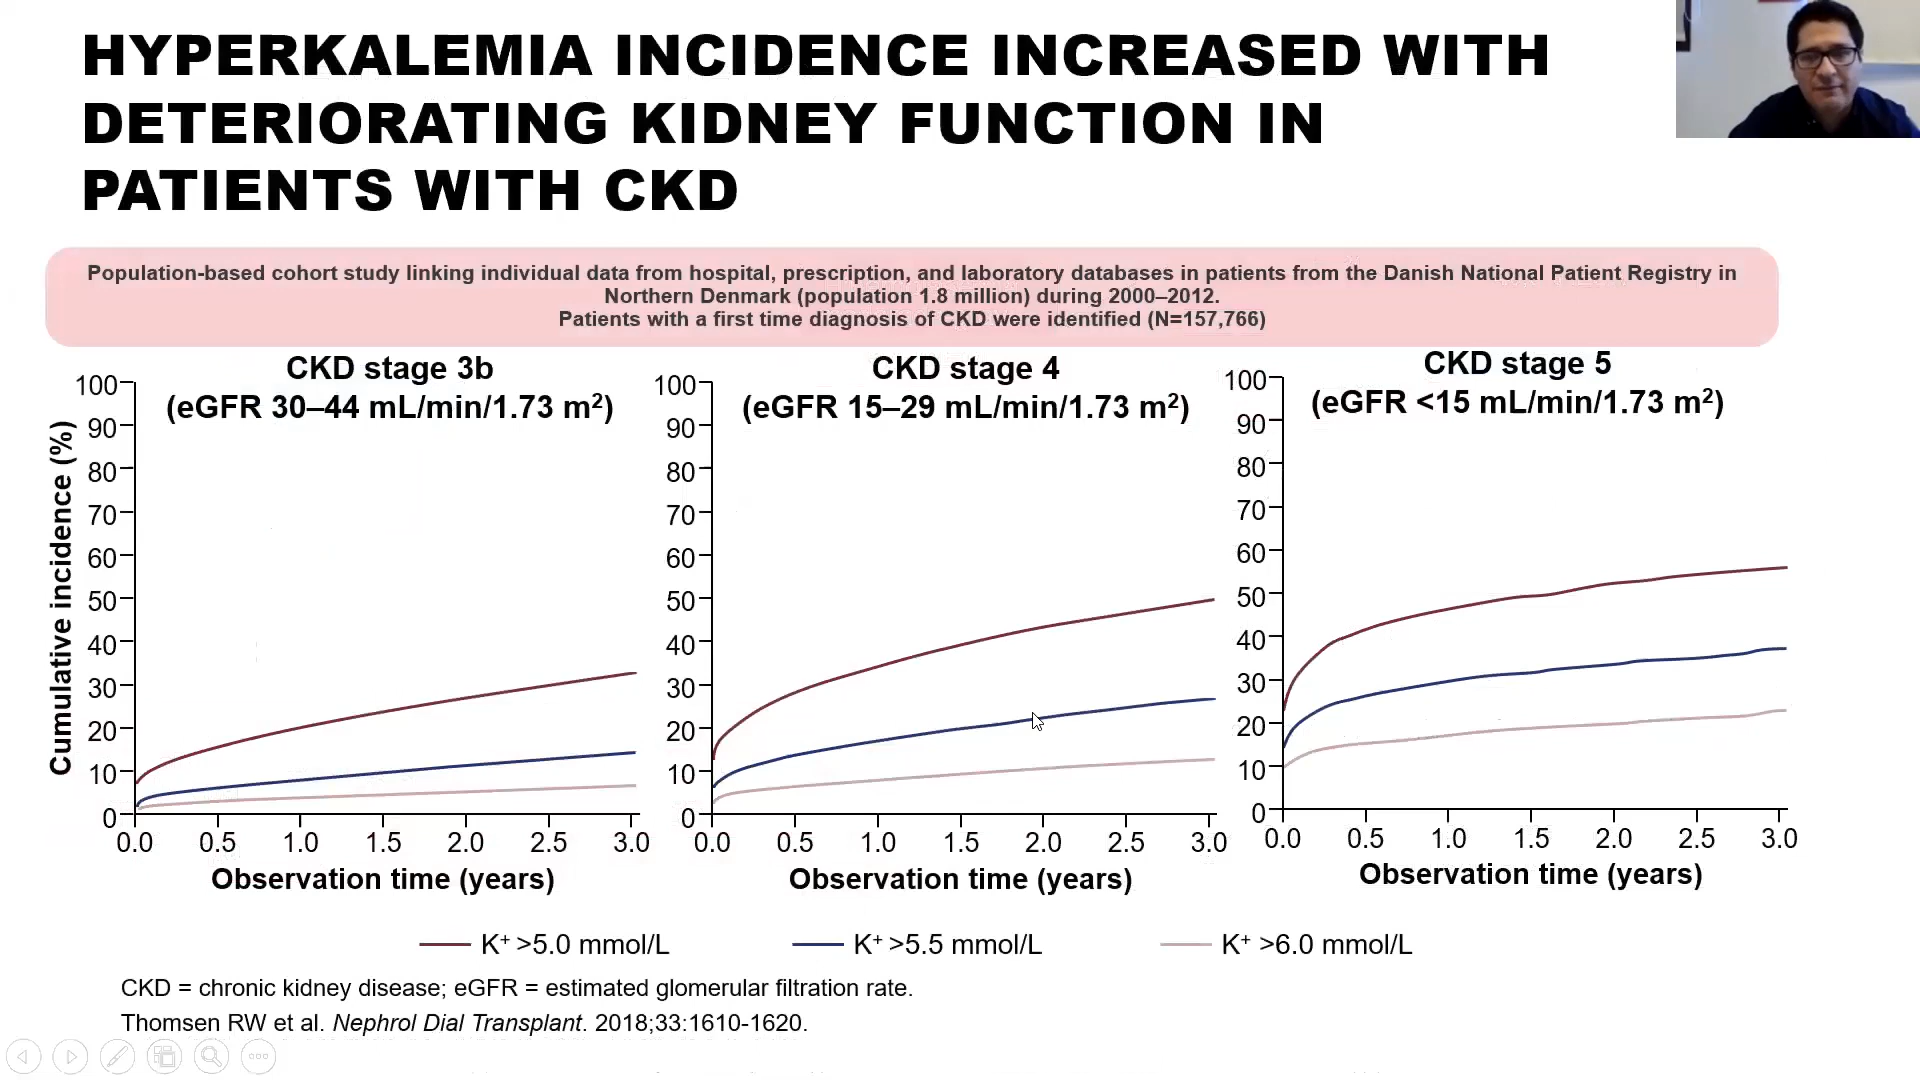 HYPERKALEMIA INCIDENCE INCREASED WITH
DETERIORATING KIDNEY FUNCTION IN
PATIENTS WITH CKD
Population-based cohort study linking individual data from hospital, prescription, and laboratory databases in patients from the Danish National Patient Registry in
Northern Denmark (population 1.8 million) during 2000–2012.
Patients with a first time diagnosis of CKD were identified (N=157,766)
CKD stage 3b
(eGFR 30–44 mL/min/1.73 m²)
Cumulative incidence (%)
100
90
80
70
60
50
40
30
20
10
0
0.0 0.5 1.0 1.5 2.0 2.5 3.0
Observation time (years)
CKD stage 4
(eGFR 15–29 mL/min/1.73 m²)
100
90
80
70
60
50
40
30
20
10
0
0.0 0.5 1.0 1.5 2.0 2.5 3.0
Observation time (years)
CKD stage 5
(eGFR <15 mL/min/1.73 m²)
100
90
80
70
60
50
40
30
20
10
0
0.0 0.5 1.0 1.5 2.0 2.5 3.0
Observation time (years)
K⁺ >5.0 mmol/L K⁺ >5.5 mmol/L K⁺ >6.0 mmol/L
CKD = chronic kidney disease; eGFR = estimated glomerular filtration rate.
Thomsen RW et al. Nephrol Dial Transplant. 2018;33:1610-1620.